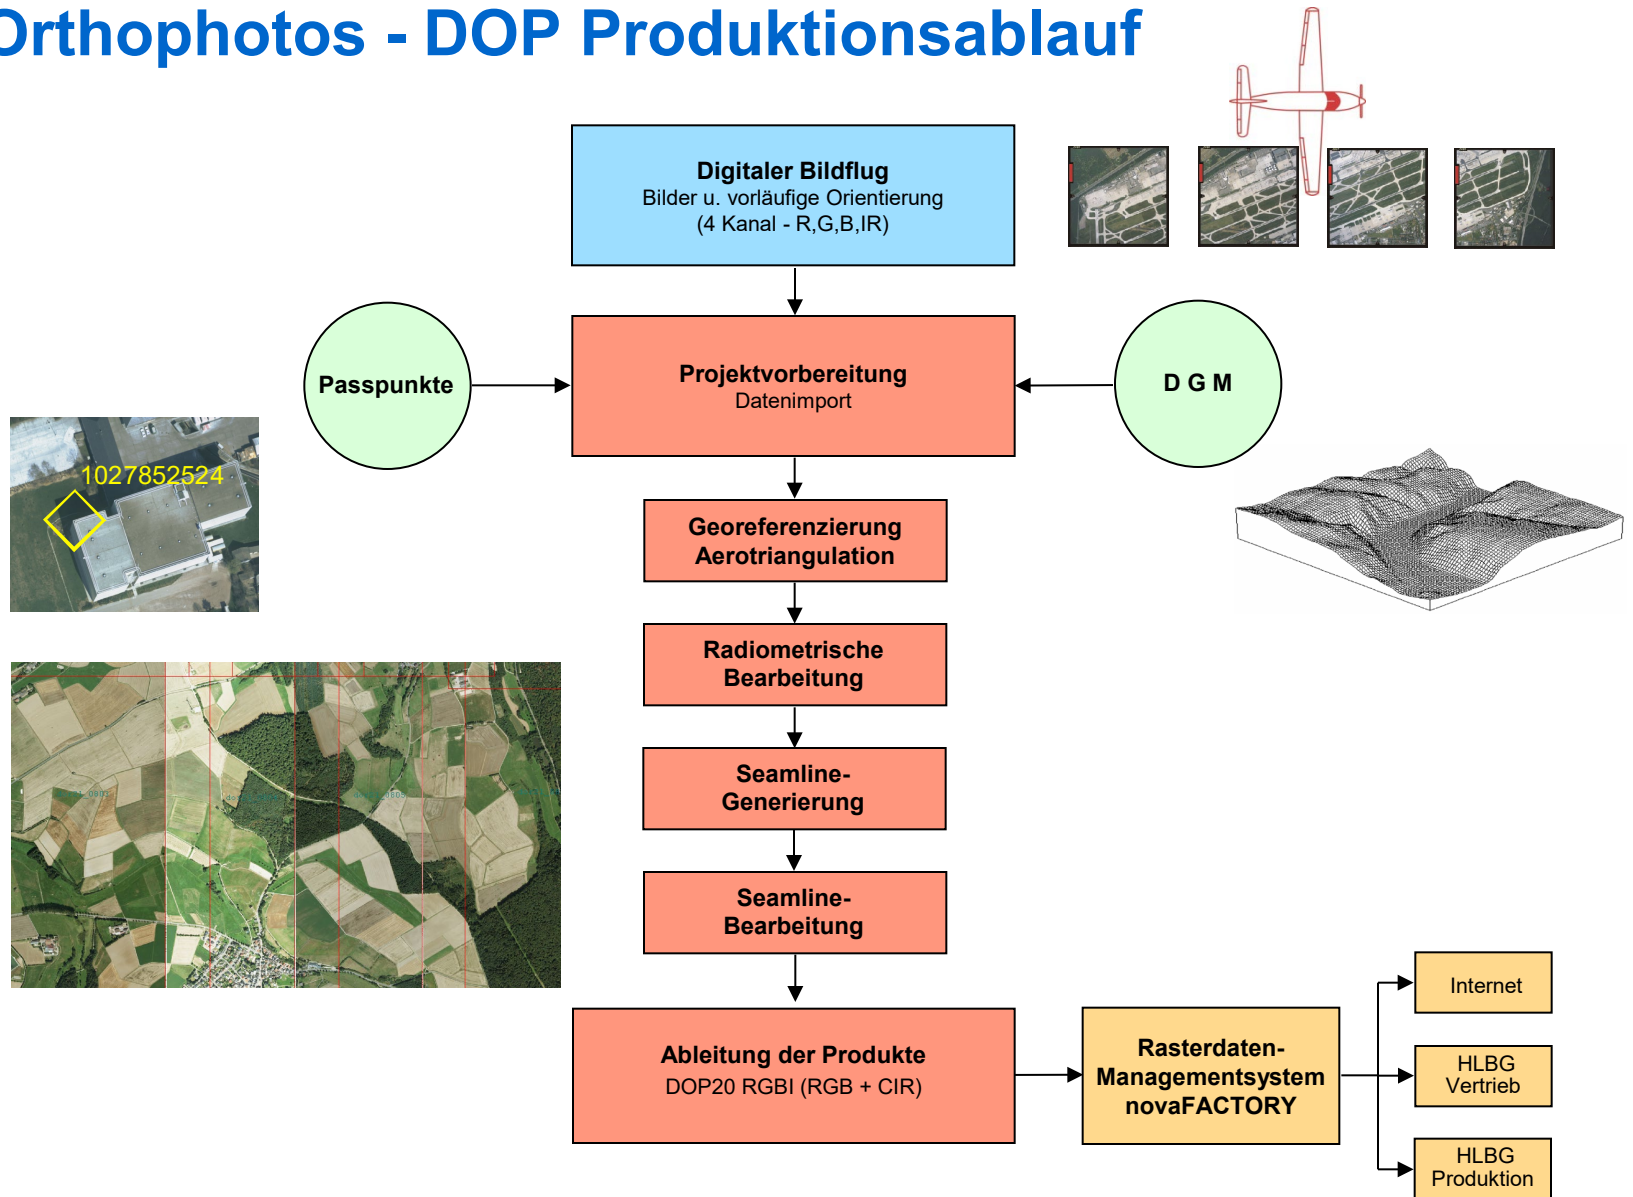 Orthophotos - DOP Produktionsablauf
Digitaler Bildflug
Bilder u. vorläufige Orientierung
(4 Kanal - R,G,B,IR)
Passpunkte
Projektvorbereitung
Datenimport
D G M
1027852524
Georeferenzierung
Aerotriangulation
Radiometrische
Bearbeitung
Seamline-
Generierung
Seamline-
Bearbeitung
Ableitung der Produkte
DOP20 RGBI (RGB + CIR)
Rasterdaten-
Managementsystem
novaFACTORY
Internet
HLBG
Vertrieb
HLBG
Produktion